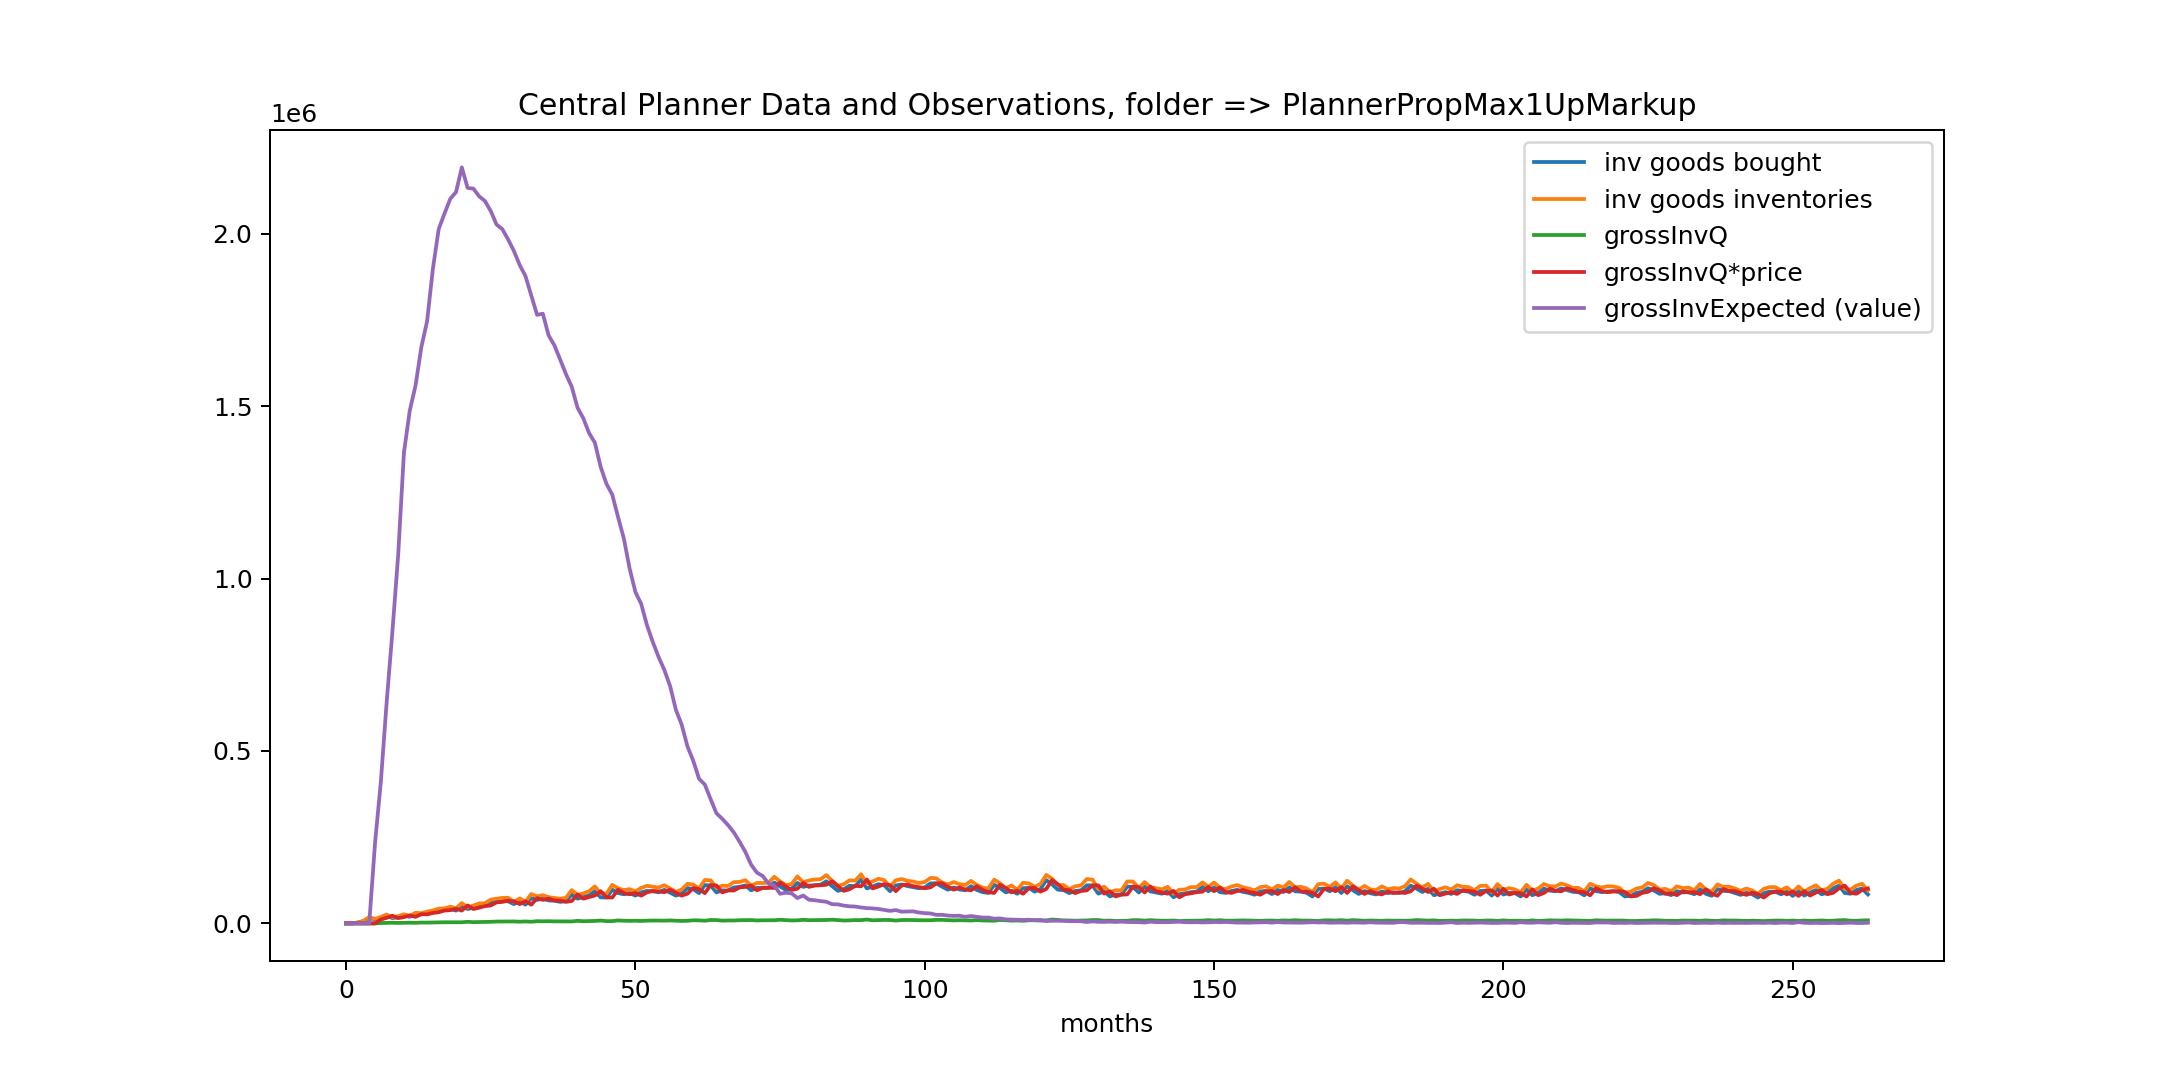 Central Planner Data and Observations, folder => PlannerPropMax1UpMarkup
1e6
inv goods bought
inv goods inventories
grossInvQ
grossInvQ*price
grossInvExpected (value)
2.0
1.5
1.0
0.5
0.0
0 50 100 150 200 250
months